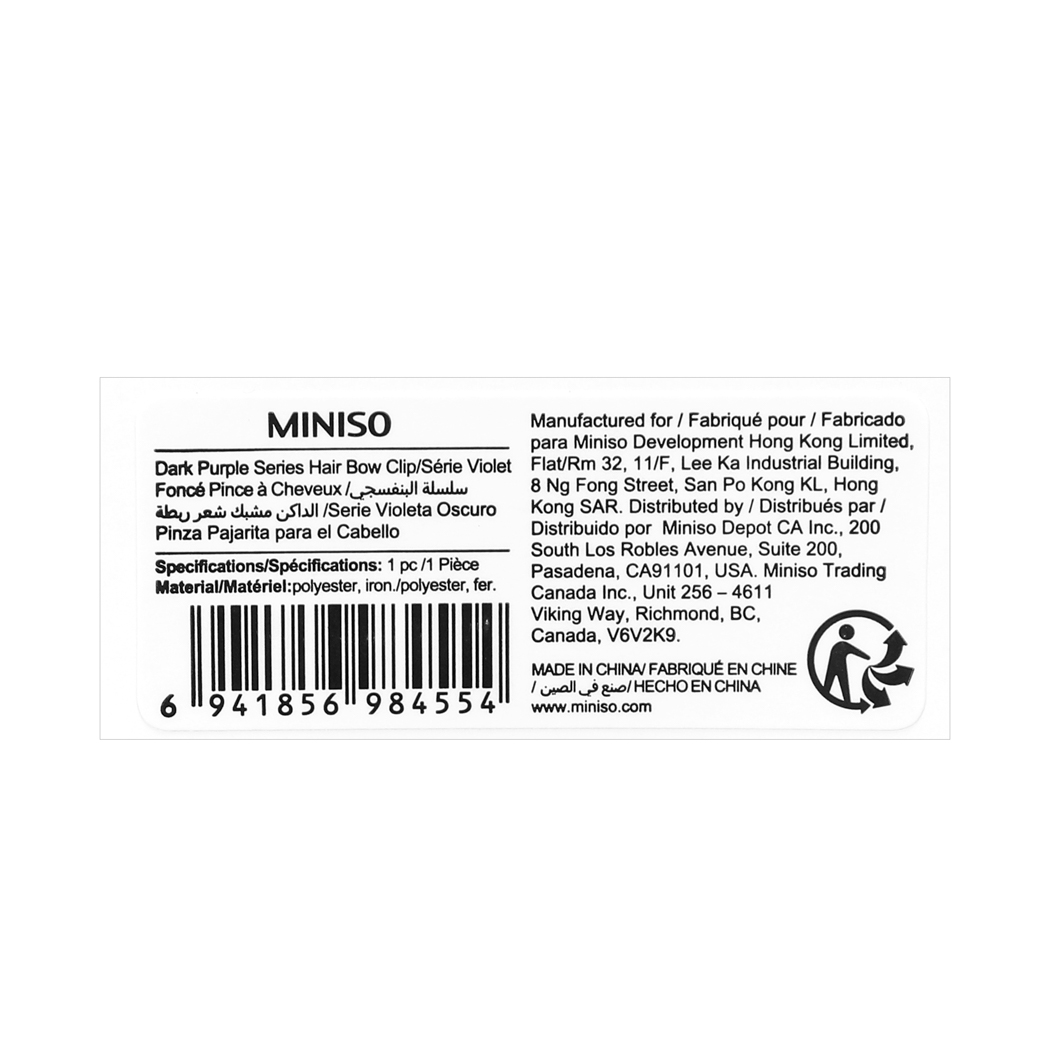 MINISO
Dark Purple Series Hair Bow Clip/Série Violet
Foncé Pince à Cheveux /سلسلة البنفسجي
الداكن مشبك شعر ربطة /Serie Violeta Oscuro
Pinza Pajarita para el Cabello
Specifications/Spécifications: 1 pc /1 Pièce
Material/Matériel:polyester, iron./polyester, fer.
6 941856 984554
Manufactured for / Fabriqué pour / Fabricado
para Miniso Development Hong Kong Limited,
Flat/Rm 32, 11/F, Lee Ka Industrial Building,
8 Ng Fong Street, San Po Kong KL, Hong
Kong SAR. Distributed by / Distribués par /
Distribuido por Miniso Depot CA Inc., 200
South Los Robles Avenue, Suite 200,
Pasadena, CA91101, USA. Miniso Trading
Canada Inc., Unit 256 – 4611
Viking Way, Richmond, BC,
Canada, V6V2K9.
MADE IN CHINA/ FABRIQUÉ EN CHINE
/ صنع في الصين/ HECHO EN CHINA
www.miniso.com